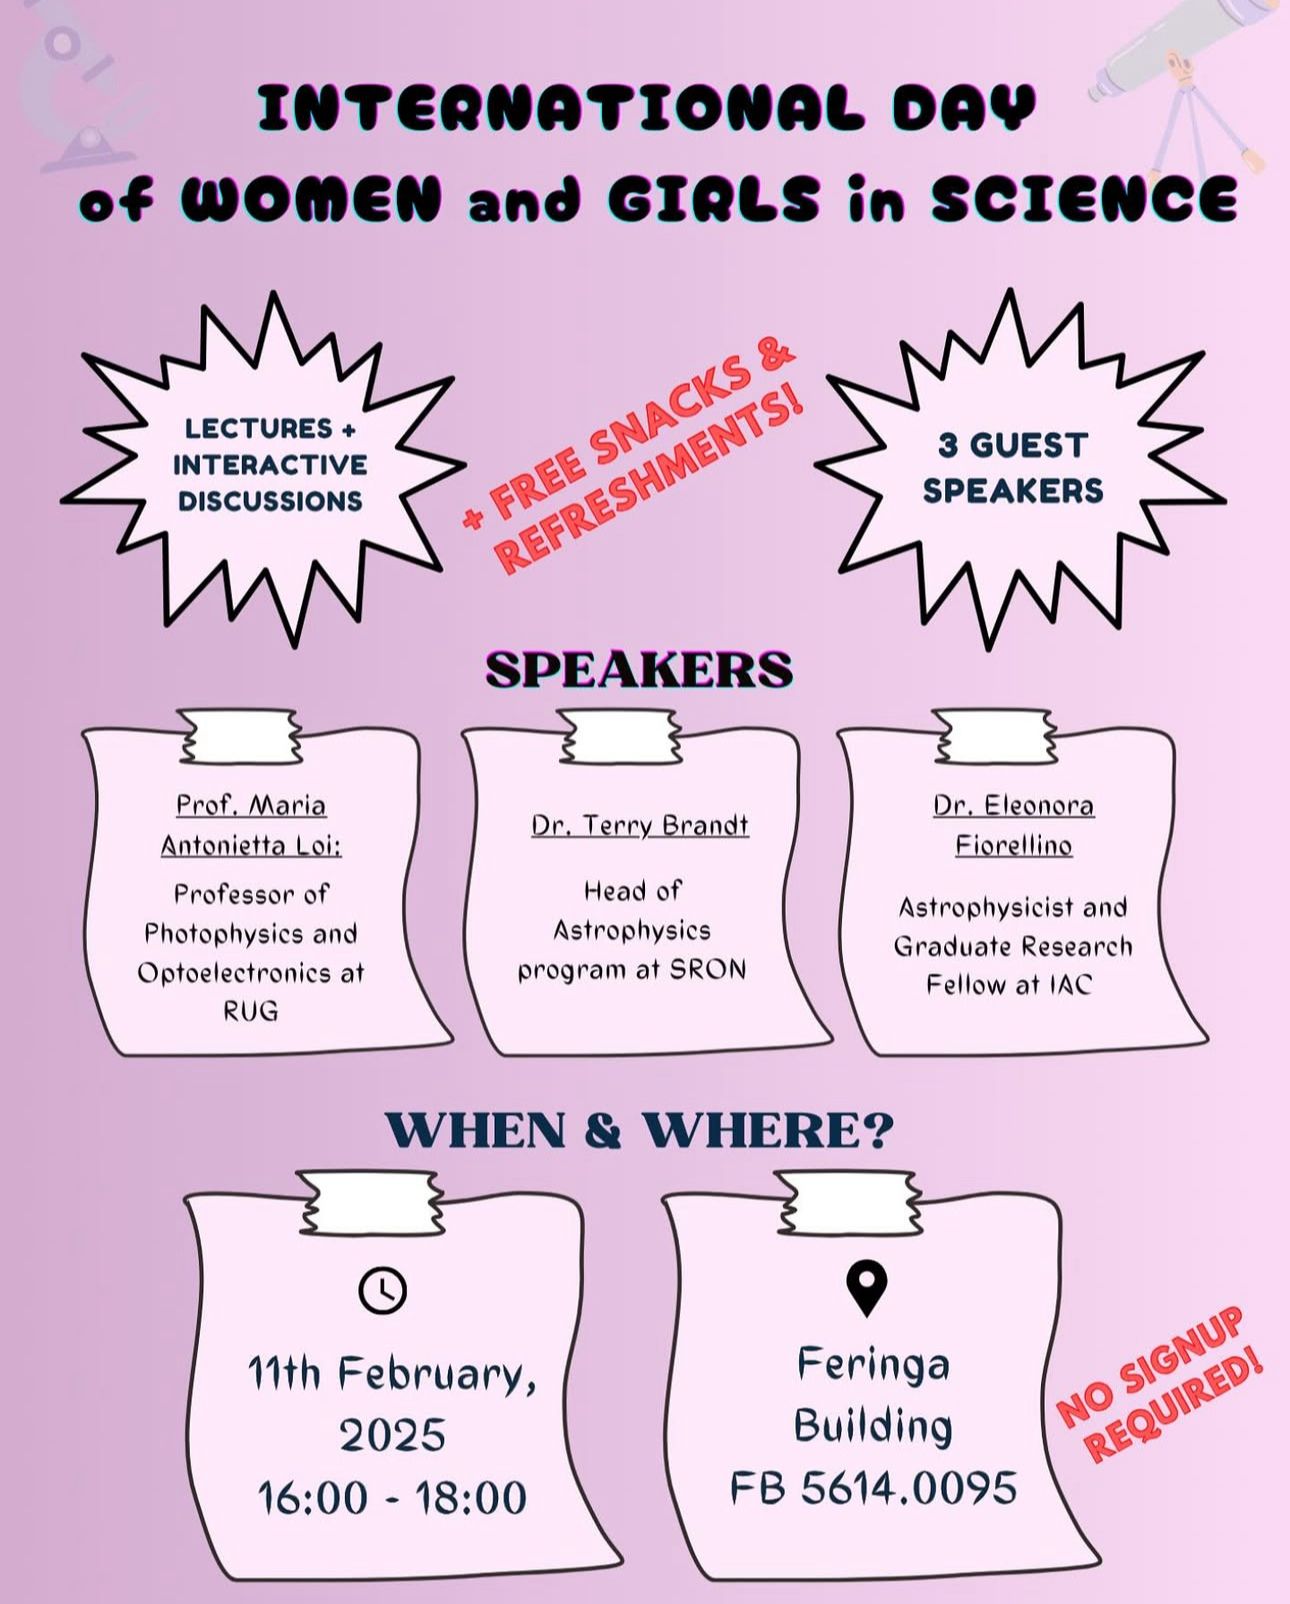 INTERNATIONAL DAY
of WOMEN and GIRLS in SCIENCE
LECTURES +
INTERACTIVE
DISCUSSIONS
+ FREE SNACKS &
REFRESHMENTS!
3 GUEST
SPEAKERS
SPEAKERS
Prof. Maria
Antonietta Loi:
Professor of
Photophysics and
Optoelectronics at
RUG
Dr. Terry Brandt
Head of
Astrophysics
program at SRON
Dr. Eleonora
Fiorellino
Astrophysicist and
Graduate Research
Fellow at IAC
WHEN & WHERE?
11th February,
2025
16:00 - 18:00
Feringa
Building
FB 5614.0095
NO SIGNUP
REQUIRED!